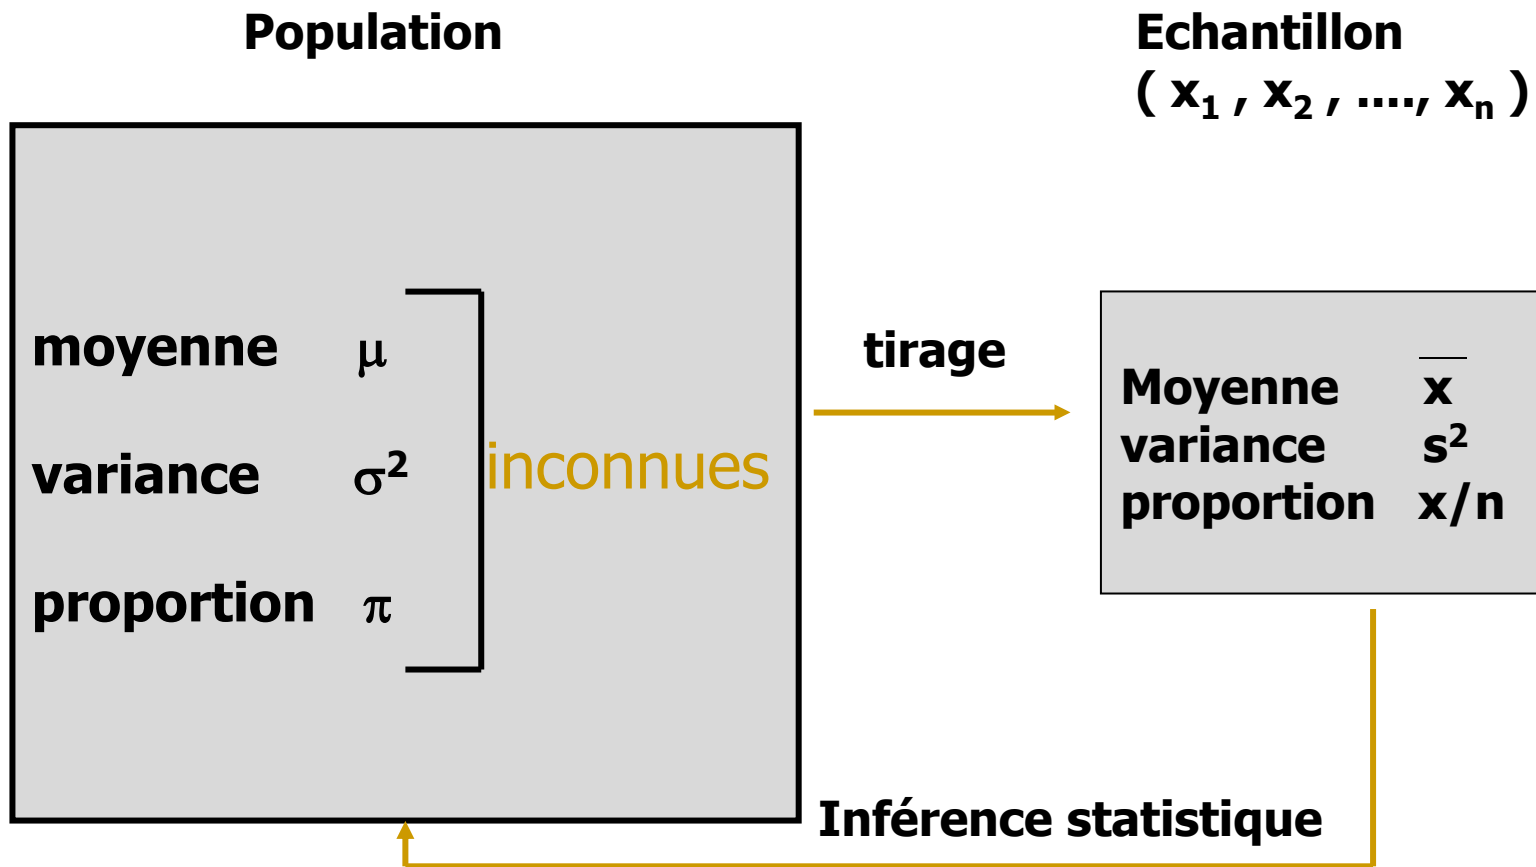 Population
moyenne μ
variance σ²
inconnues
proportion π
tirage
Echantillon
( x₁ , x₂ , ...., xₙ )
Moyenne x̅
variance s²
proportion x/n
Inférence statistique